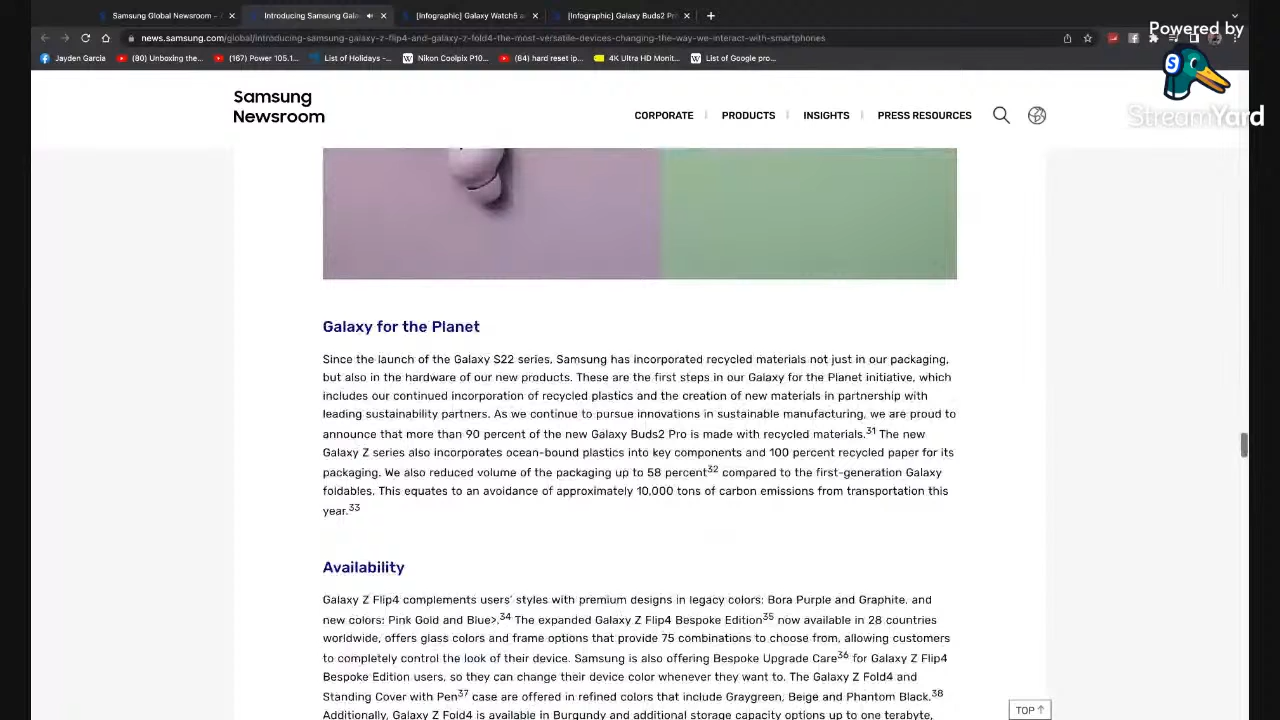 Samsung Global Newsroom –
Introducing Samsung Gala
[Infographic] Galaxy Watch5 a
[Infographic] Galaxy Buds2 Pr
Powered by
StreamYard
news.samsung.com/global/introducing-samsung-galaxy-z-flip4-and-galaxy-z-fold4-the-most-versatile-devices-changing-the-way-we-interact-with-smartphones
Jayden Garcia
(80) Unboxing the...
(167) Power 105.1...
List of Holidays -...
Nikon Coolpix P10...
(64) hard reset ip...
4K Ultra HD Monit...
List of Google pro...
Samsung
Newsroom
CORPORATE
PRODUCTS
INSIGHTS
PRESS RESOURCES
Galaxy for the Planet
Since the launch of the Galaxy S22 series, Samsung has incorporated recycled materials not just in our packaging,
but also in the hardware of our new products. These are the first steps in our Galaxy for the Planet initiative, which
includes our continued incorporation of recycled plastics and the creation of new materials in partnership with
leading sustainability partners. As we continue to pursue innovations in sustainable manufacturing, we are proud to
announce that more than 90 percent of the new Galaxy Buds2 Pro is made with recycled materials.31 The new
Galaxy Z series also incorporates ocean-bound plastics into key components and 100 percent recycled paper for its
packaging. We also reduced volume of the packaging up to 58 percent32 compared to the first-generation Galaxy
foldables. This equates to an avoidance of approximately 10,000 tons of carbon emissions from transportation this
year.33
Availability
Galaxy Z Flip4 complements users' styles with premium designs in legacy colors: Bora Purple and Graphite, and
new colors: Pink Gold and Blue>.34 The expanded Galaxy Z Flip4 Bespoke Edition35 now available in 28 countries
worldwide, offers glass colors and frame options that provide 75 combinations to choose from, allowing customers
to completely control the look of their device. Samsung is also offering Bespoke Upgrade Care36 for Galaxy Z Flip4
Bespoke Edition users, so they can change their device color whenever they want to. The Galaxy Z Fold4 and
Standing Cover with Pen37 case are offered in refined colors that include Graygreen, Beige and Phantom Black.38
Additionally, Galaxy Z Fold4 is available in Burgundy and additional storage capacity options up to one terabyte,
TOP ↑